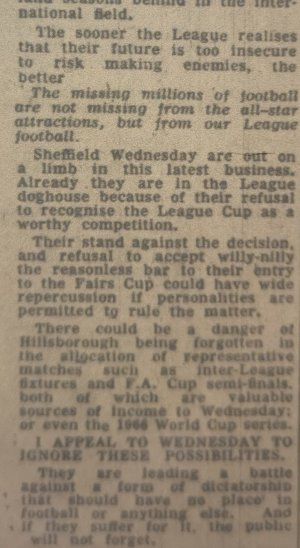 land seasons behind in the inter-
national field.
The sooner the League realises
that their future is too insecure
to risk making enemies, the
better
The missing millions of football
are not missing from the all-star
attractions, but from our League
football.
Sheffield Wednesday are out on
a limb in this latest business.
Already they are in the League
doghouse because of their refusal
to recognise the League Cup as a
worthy competition.
Their stand against the decision,
and refusal to accept willy-nilly
the reasonless bar to their entry
to the Fairs Cup could have wide
repercussion if personalities are
permitted to rule the matter.
There could be a danger of
Hillsborough being forgotten in
the allocation of representative
matches such as inter-League
fixtures and F.A. Cup semi-finals,
both of which are valuable
sources of income to Wednesday;
or even the 1966 World Cup series.
I APPEAL TO WEDNESDAY TO
IGNORE THESE POSSIBILITIES.
They are leading a battle
against a form of dictatorship
that should have no place in
football or anything else. And
if they suffer for it, the public
will not forget.